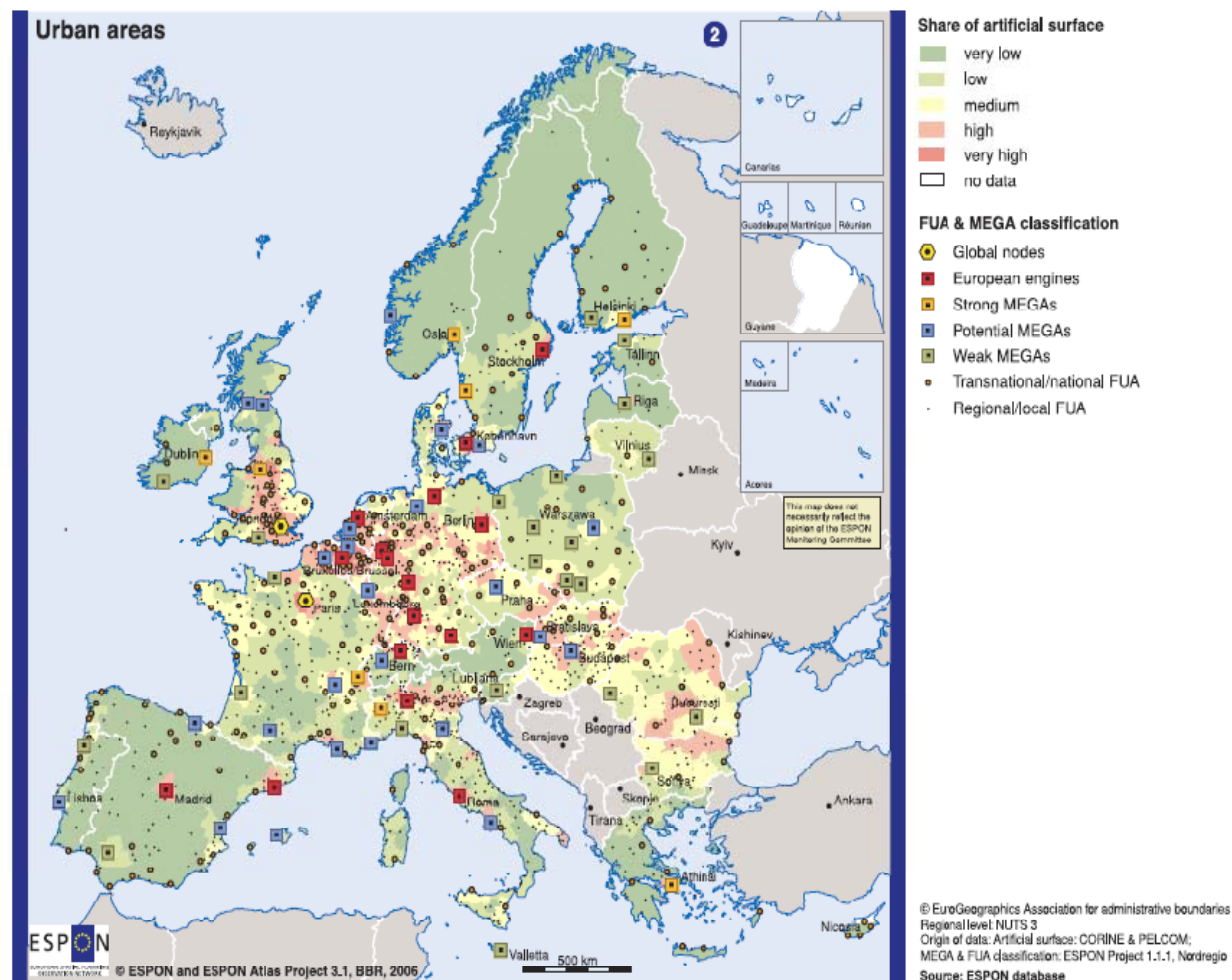 Urban areas
2
Reykjavik
Canarias
Guadeloupe
Martinique
Réunion
Guyane
Madeira
Acores
Helsinki
Oslo
Tallinn
Stockholm
Riga
København
Vilnius
Dublin
Minsk
Amsterdam
Berlin
Warszawa
This map does not
necessarily reflect the
opinion of the ESPON
Monitoring Committee
Kyiv
Bruxelles/Brussel
Paris
Praha
Kishinev
Wien
Bratislava
Bern
Budapest
Zagreb
Beograd
Sarajevo
Lisboa
Madrid
Roma
Skopje
Tirana
Ankara
Athinai
Nicosia
Valletta
500 km
ESPON
© ESPON and ESPON Atlas Project 3.1, BBR, 2006
Share of artificial surface
very low
low
medium
high
very high
no data
FUA & MEGA classification
Global nodes
European engines
Strong MEGAs
Potential MEGAs
Weak MEGAs
Transnational/national FUA
Regional/local FUA
© EuroGeographics Association for administrative boundaries
Regional level: NUTS 3
Origin of data: Artificial surface: CORINE & PELCOM;
MEGA & FUA classification: ESPON Project 1.1.1, Nordregio
Source: ESPON database